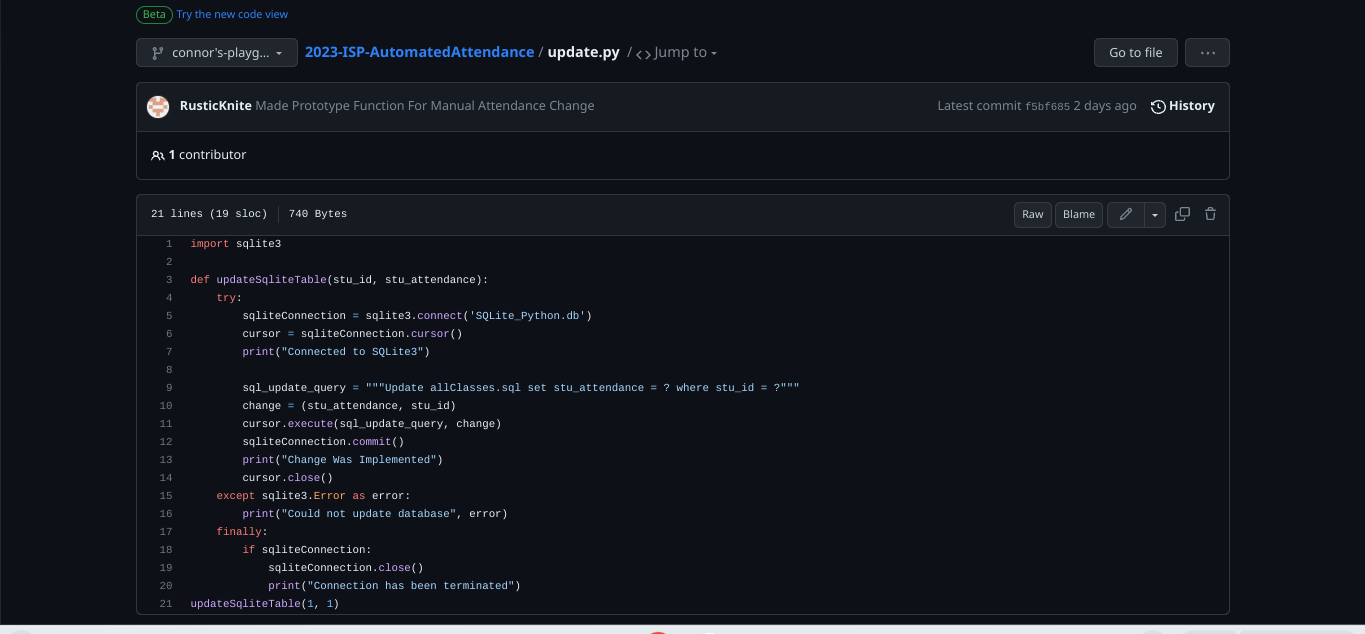 Beta Try the new code view
connor's-playg... 2023-ISP-AutomatedAttendance / update.py / <> Jump to Go to file ...
RusticKnite Made Prototype Function For Manual Attendance Change Latest commit f5bf685 2 days ago History
1 contributor
21 lines (19 sloc) 740 Bytes Raw Blame
1 import sqlite3
2
3 def updateSqliteTable(stu_id, stu_attendance):
4     try:
5         sqliteConnection = sqlite3.connect('SQLite_Python.db')
6         cursor = sqliteConnection.cursor()
7         print("Connected to SQLite3")
8
9         sql_update_query = """Update allClasses.sql set stu_attendance = ? where stu_id = ?"""
10         change = (stu_attendance, stu_id)
11         cursor.execute(sql_update_query, change)
12         sqliteConnection.commit()
13         print("Change Was Implemented")
14         cursor.close()
15     except sqlite3.Error as error:
16         print("Could not update database", error)
17     finally:
18         if sqliteConnection:
19             sqliteConnection.close()
20             print("Connection has been terminated")
21 updateSqliteTable(1, 1)